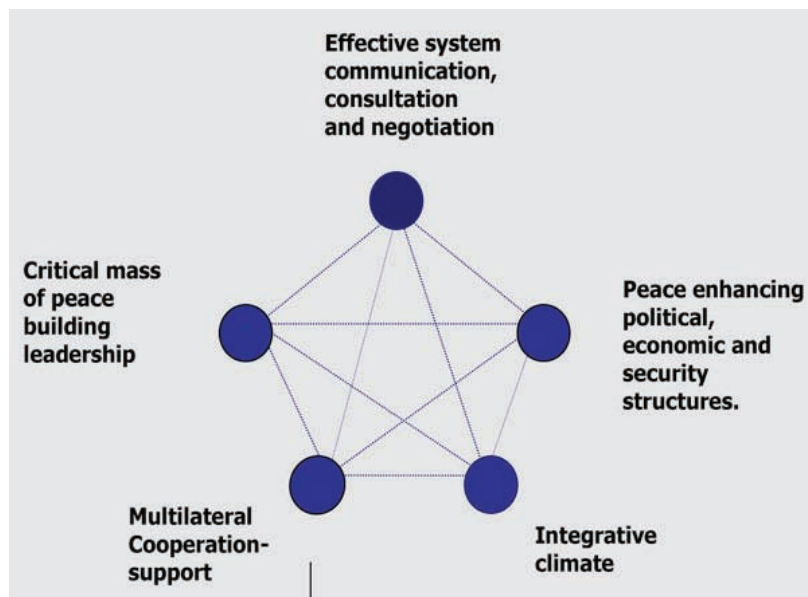 Effective system
communication,
consultation
and negotiation
Critical mass
of peace
building
leadership
Peace enhancing
political,
economic and
security
structures.
Multilateral
Cooperation-
support
Integrative
climate